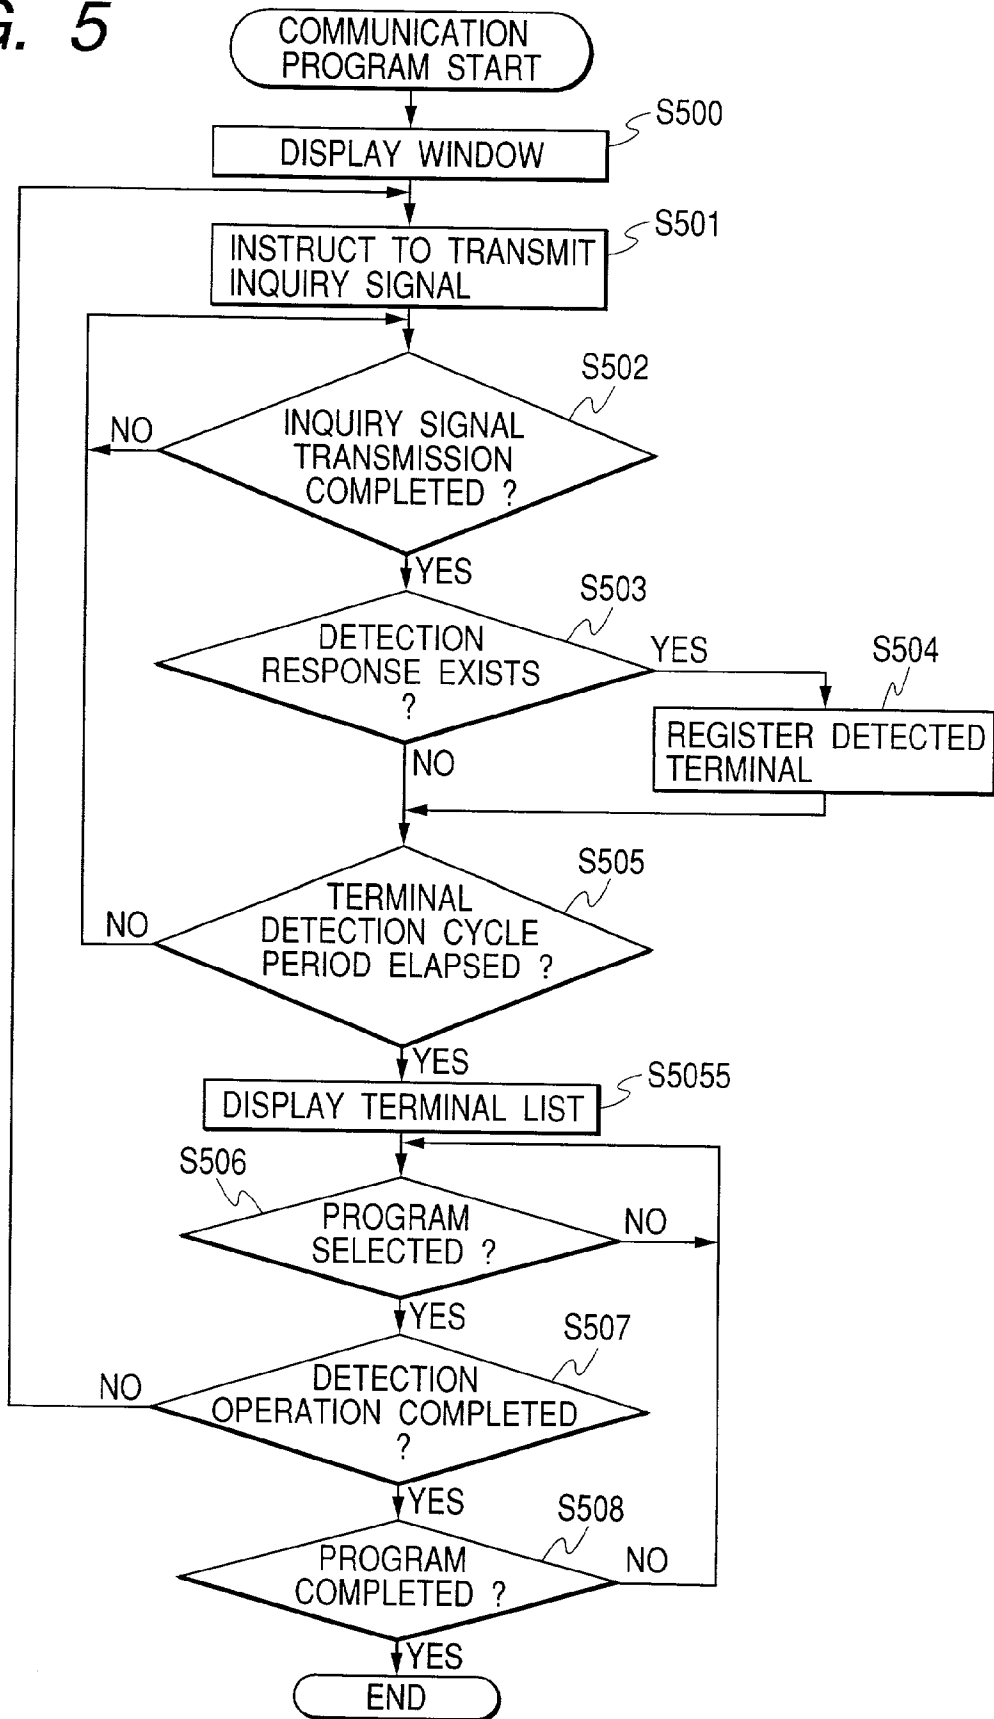 5
COMMUNICATION
PROGRAM START
S500
DISPLAY WINDOW
S501
INSTRUCT TO TRANSMIT
INQUIRY SIGNAL
S502
INQUIRY SIGNAL
TRANSMISSION
COMPLETED ?
NO
YES
S503
DETECTION
RESPONSE EXISTS
?
YES
S504
REGISTER DETECTED
TERMINAL
NO
S505
TERMINAL
DETECTION CYCLE
PERIOD ELAPSED ?
NO
YES
S5055
DISPLAY TERMINAL LIST
S506
PROGRAM
SELECTED ?
NO
YES
S507
DETECTION
OPERATION COMPLETED
?
NO
YES
S508
PROGRAM
COMPLETED ?
NO
YES
END